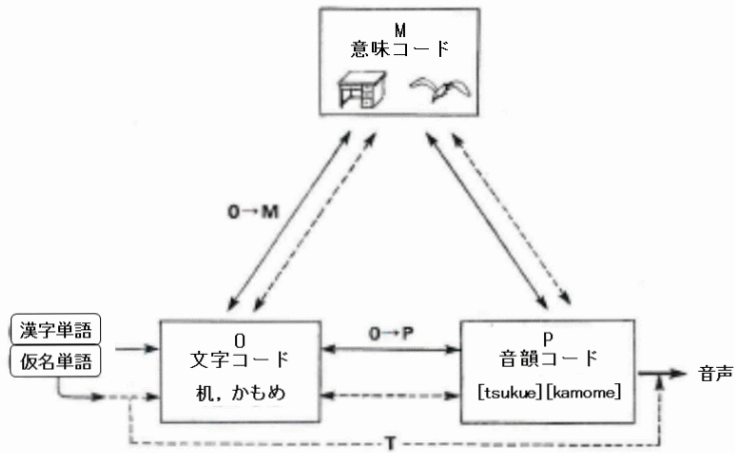 M
意味コード
O→M
漢字単語
仮名単語
O
文字コード
机，かもめ
O→P
P
音韻コード
[tsukue][kamome]
音声
T